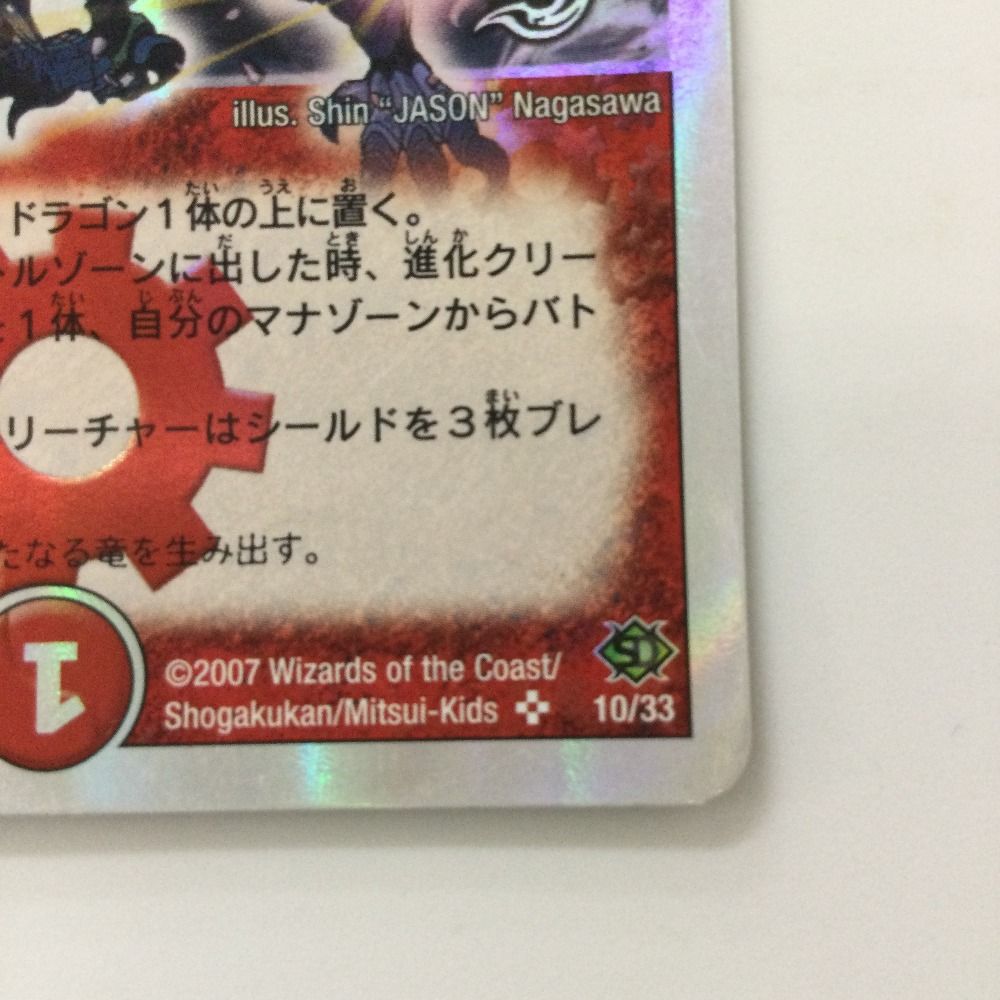 illus. Shin “JASON” Nagasawa
ドラゴン1体の上に置く。
ルゾーンに出した時、進化クリー
1体、自分のマナゾーンからバト
リーチャーはシールドを3枚ブレ
たなる竜を生み出す。
1
©2007 Wizards of the Coast/
Shogakukan/Mitsui-Kids
SD
10/33